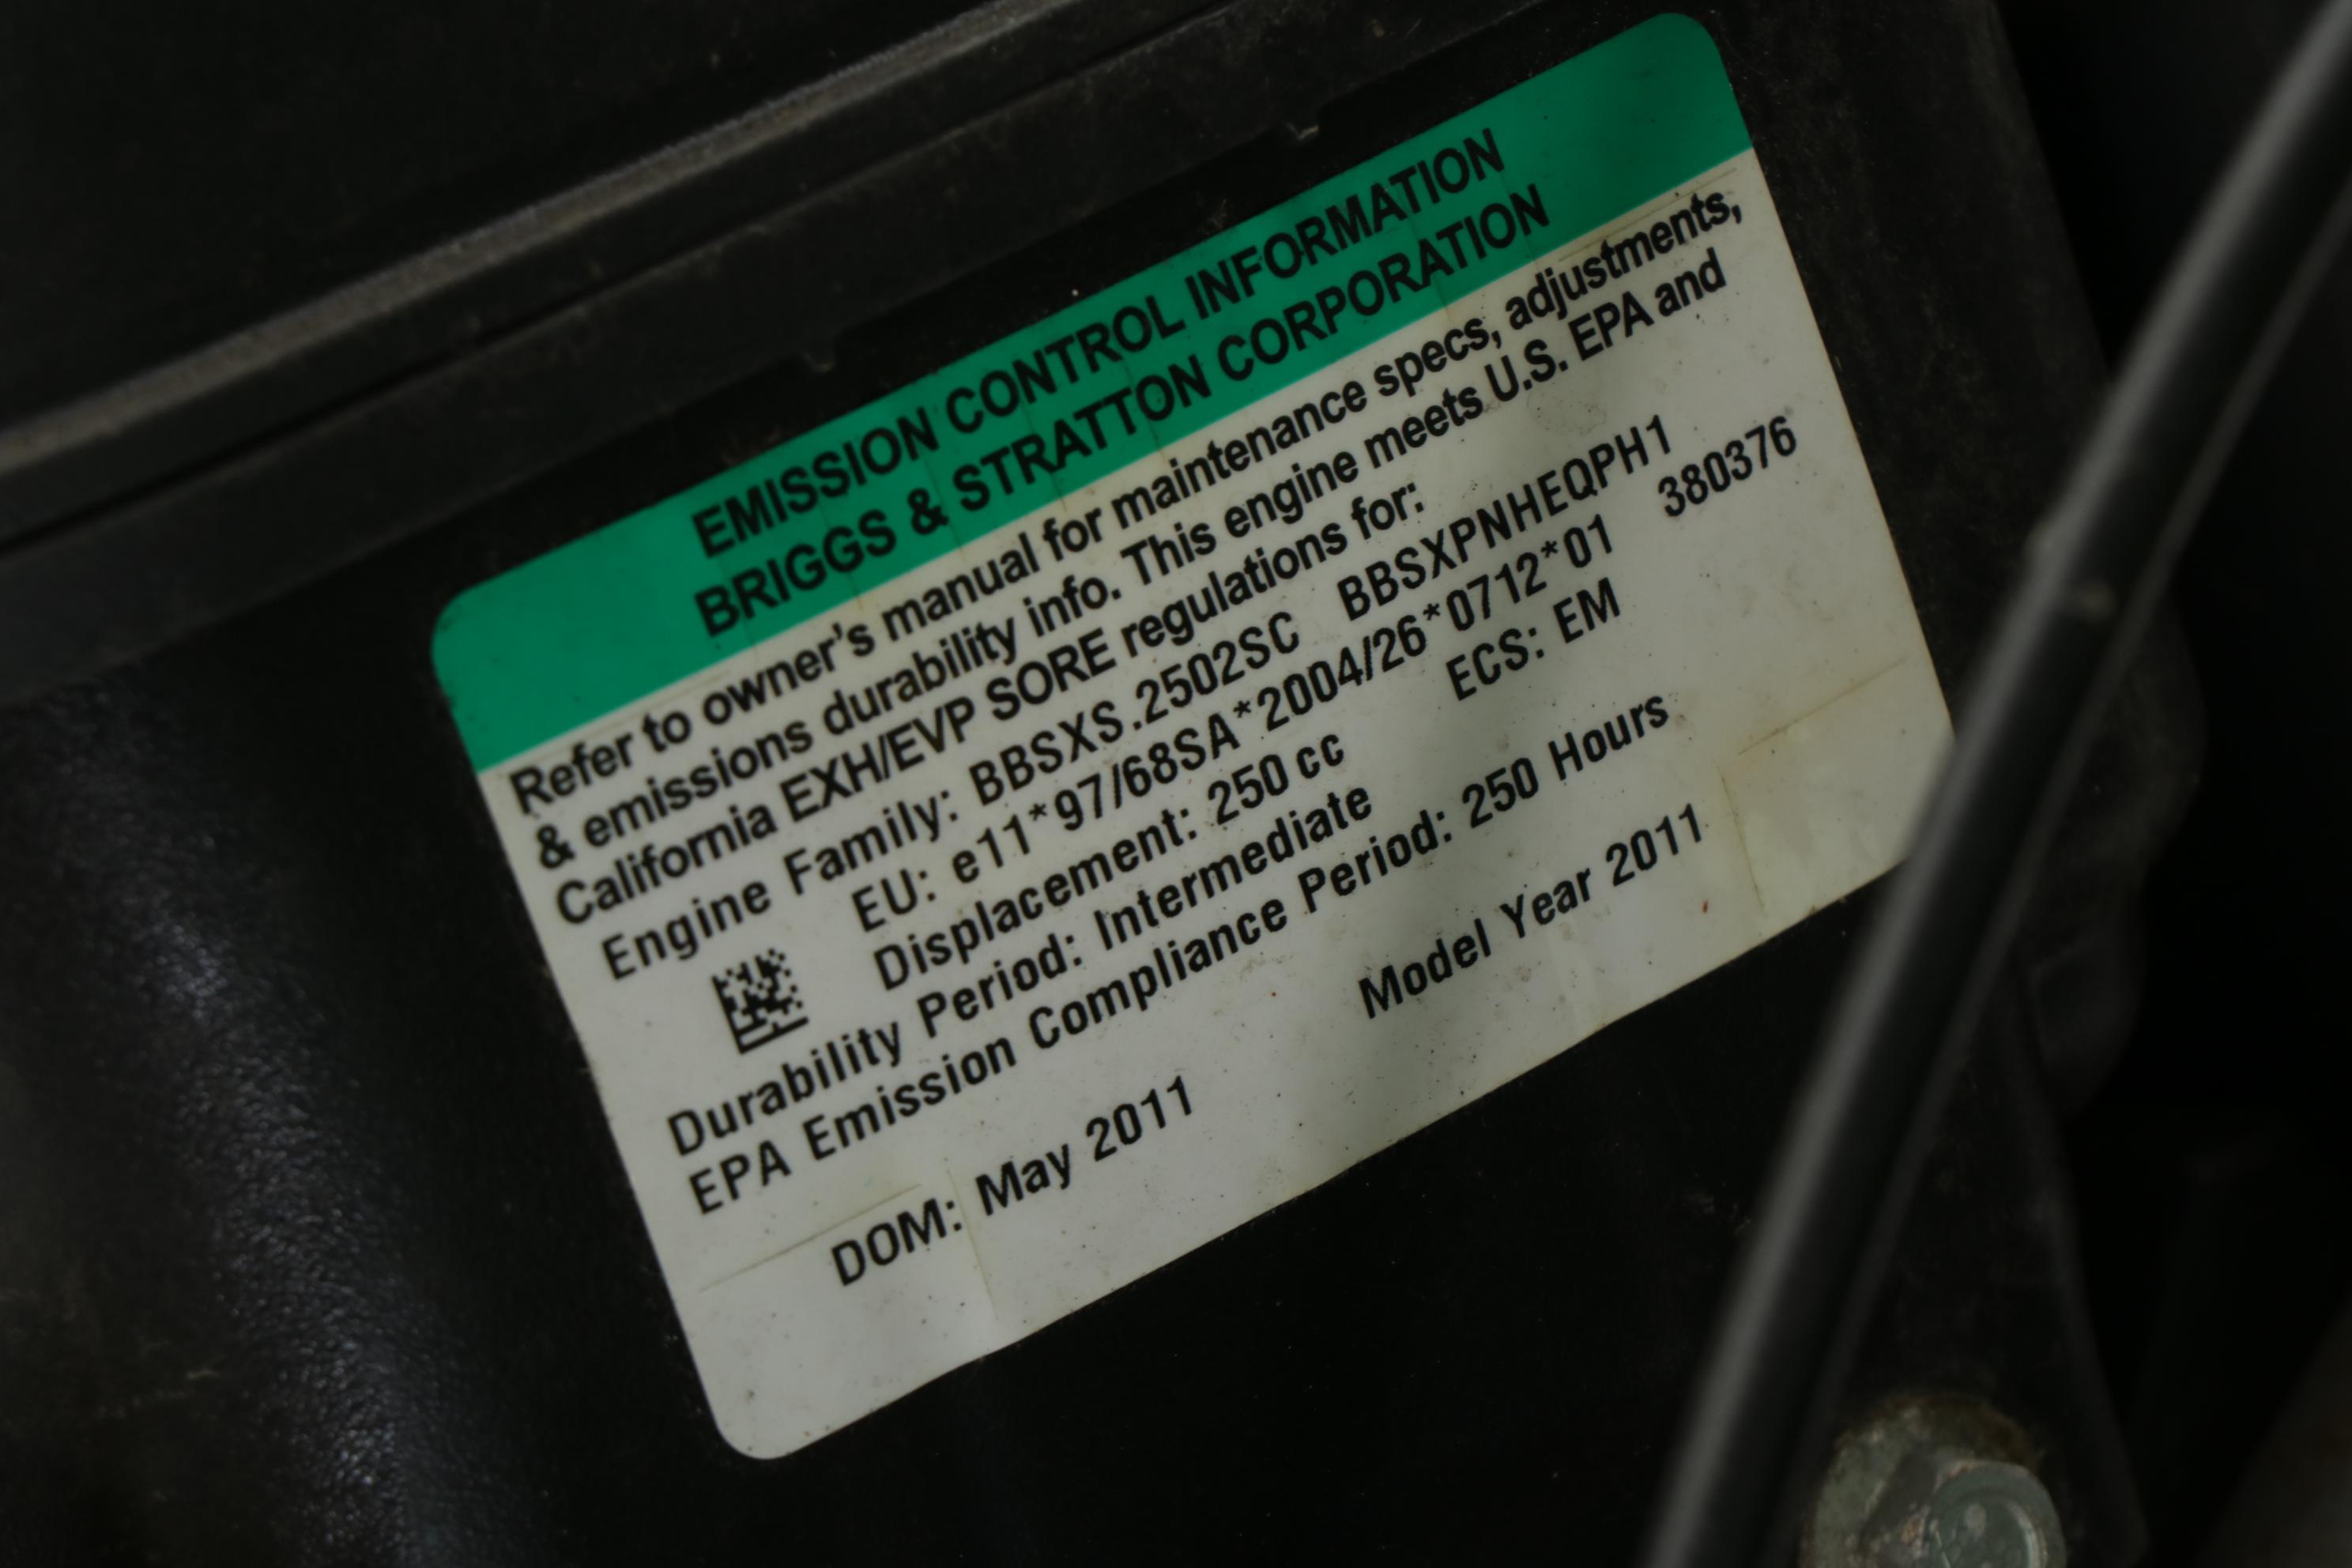 EMISSION CONTROL INFORMATION
BRIGGS & STRATTON CORPORATION
Refer to owner's manual for maintenance specs, adjustments,
& emissions durability info. This engine meets U.S. EPA and
California EXH/EVP SORE regulations for:
Engine Family: BBSXS.2502SC BBSXPNHEQPH1
EU: e11*97/68SA*2004/26*0712*01 380376
Displacement: 250 cc ECS: EM
Durability Period: Intermediate
EPA Emission Compliance Period: 250 Hours
DOM: May 2011 Model Year 2011